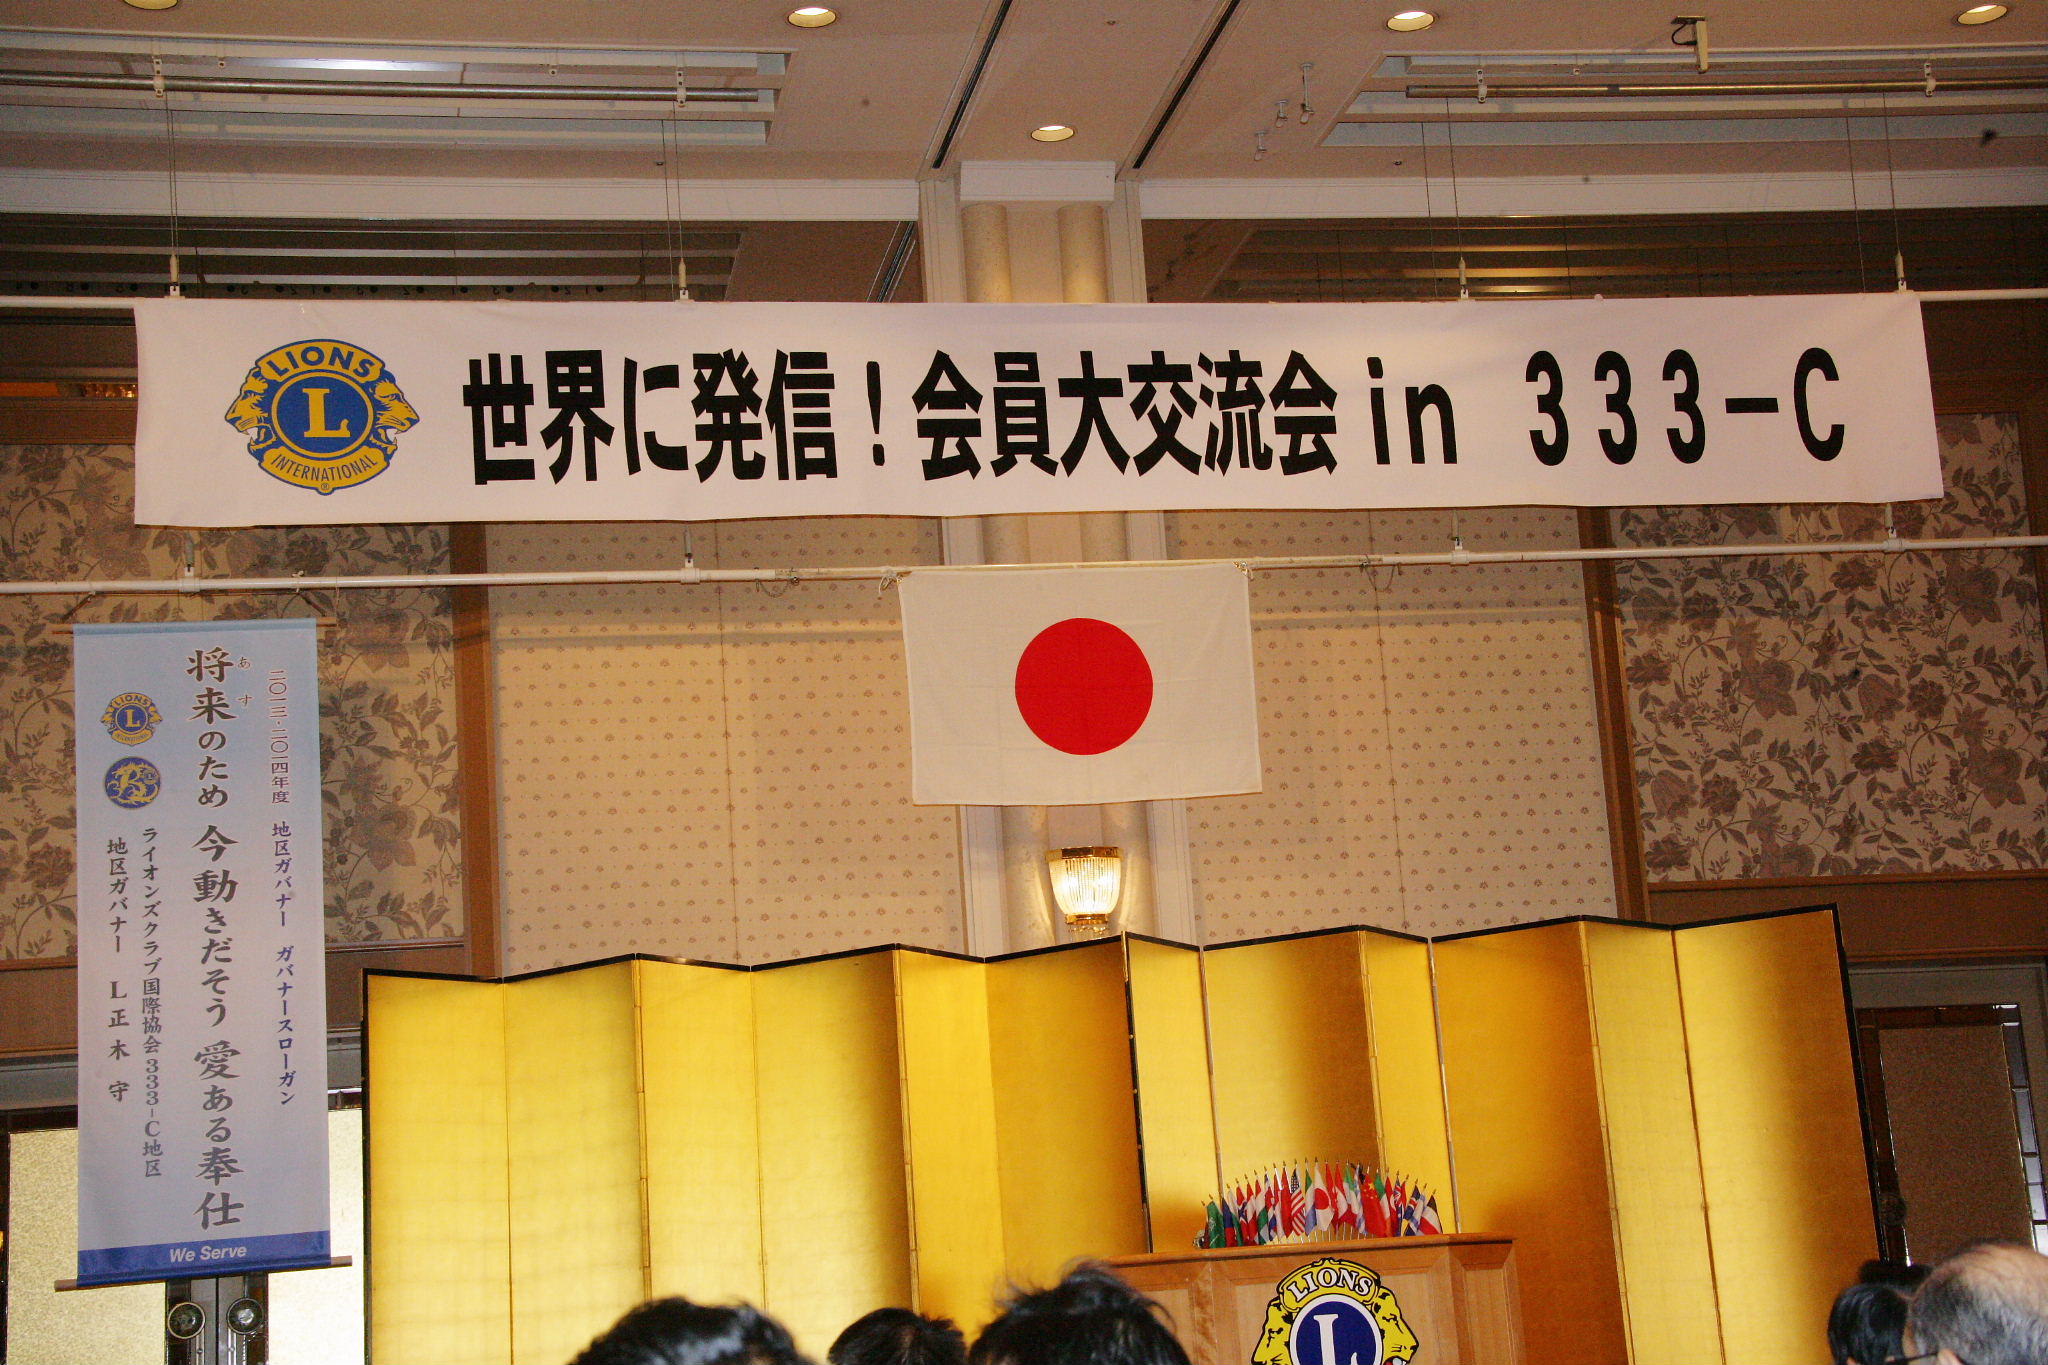 世界に発信！会員大交流会 in 333-C
LIONS
L
INTERNATIONAL
二〇一三-二〇一四年度 地区ガバナー ガバナースローガン
あす
将来のため 今動きだそう 愛ある奉仕
ライオンズクラブ国際協会333-C地区
地区ガバナー L正木 守
LIONS
L
INTERNATIONAL
We Serve
LIONS
L